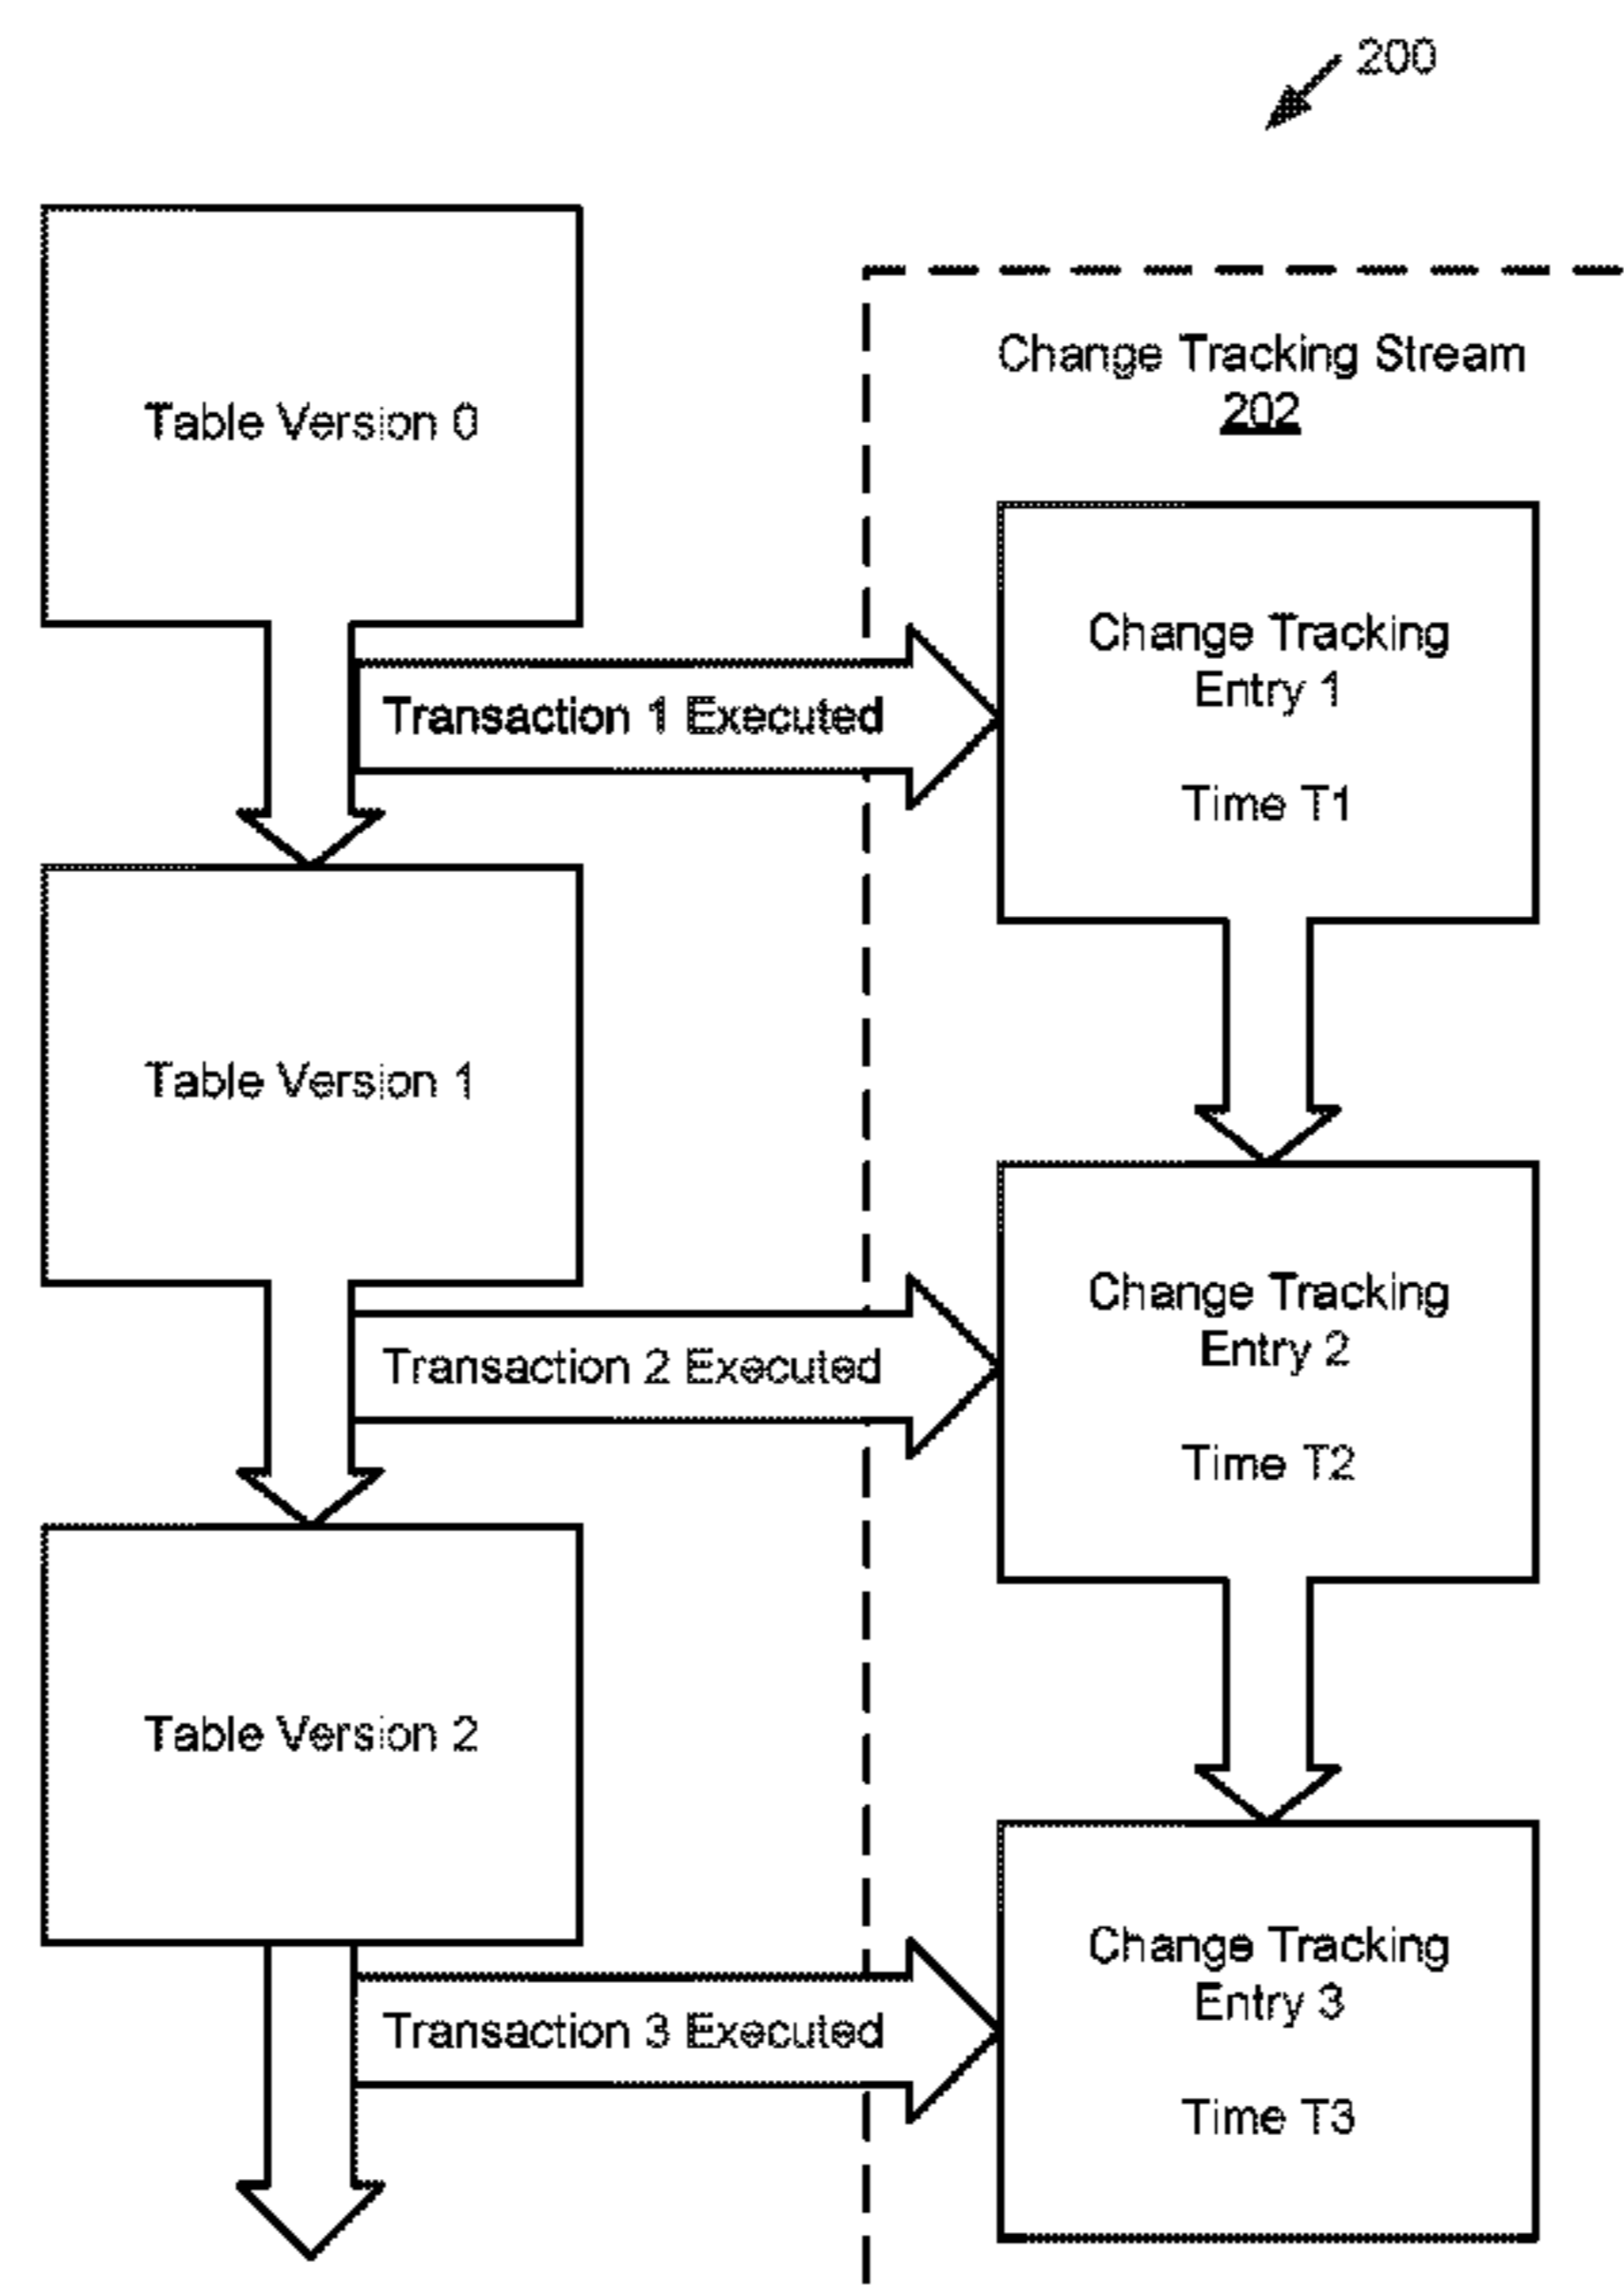 200
Table Version 0
Change Tracking Stream
202
Transaction 1 Executed
Change Tracking
Entry 1
Time T1
Table Version 1
Transaction 2 Executed
Change Tracking
Entry 2
Time T2
Table Version 2
Transaction 3 Executed
Change Tracking
Entry 3
Time T3